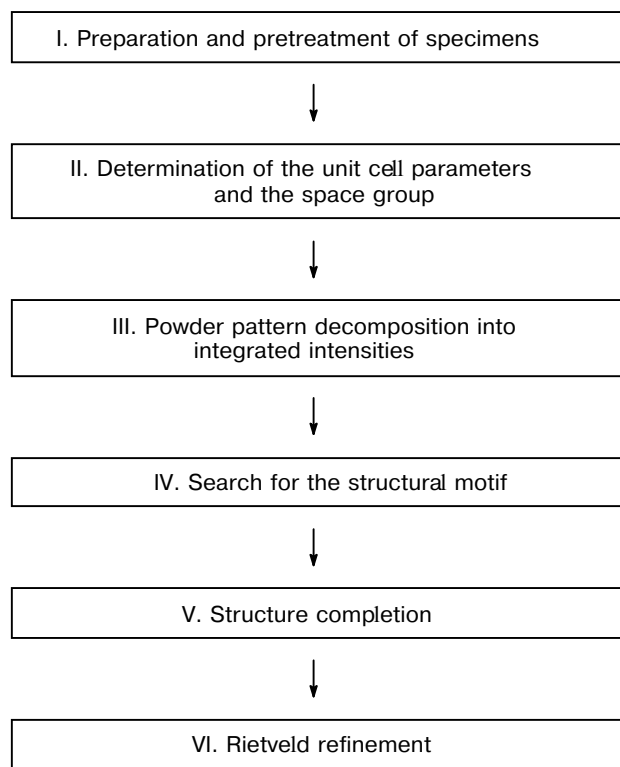 I. Preparation and pretreatment of specimens
II. Determination of the unit cell parameters
and the space group
III. Powder pattern decomposition into
integrated intensities
IV. Search for the structural motif
V. Structure completion
VI. Rietveld refinement